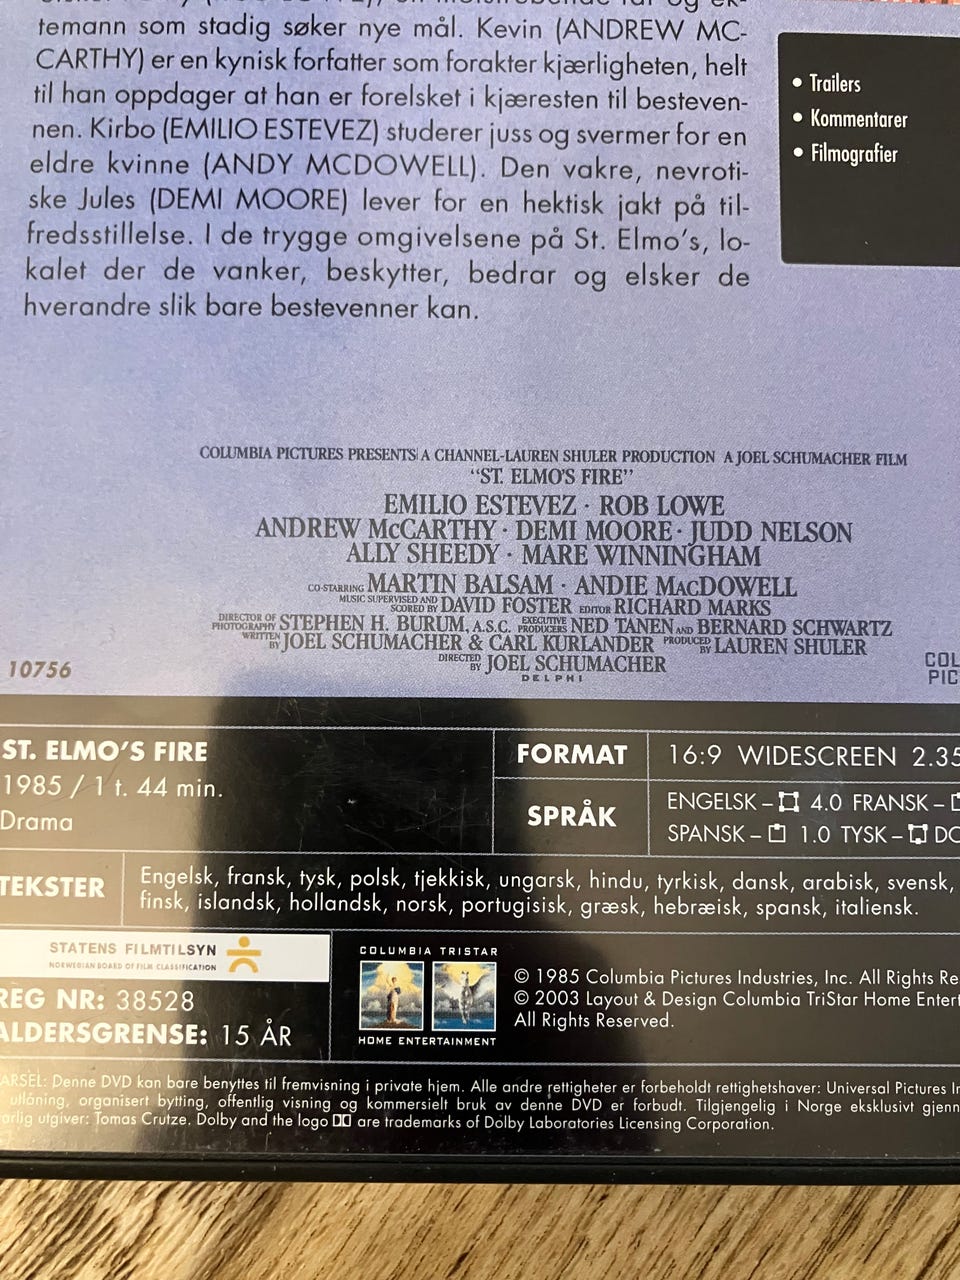 temann som stadig søker nye mål. Kevin (ANDREW MC-
CARTHY) er en kynisk forfatter som forakter kjærligheten, helt
til han oppdager at han er forelsket i kjæresten til besteven-
nen. Kirbo (EMILIO ESTEVEZ) studerer juss og svermer for en
eldre kvinne (ANDY MCDOWELL). Den vakre, nevroti-
ske Jules (DEMI MOORE) lever for en hektisk jakt på til-
fredsstillelse. I de trygge omgivelsene på St. Elmo's, lo-
kalet der de vanker, beskytter, bedrar og elsker de
hverandre slik bare bestevenner kan.
• Trailers
• Kommentarer
• Filmografier
COLUMBIA PICTURES PRESENTS A CHANNEL-LAUREN SHULER PRODUCTION A JOEL SCHUMACHER FILM
"ST. ELMO'S FIRE"
EMILIO ESTEVEZ · ROB LOWE
ANDREW McCARTHY · DEMI MOORE · JUDD NELSON
ALLY SHEEDY · MARE WINNINGHAM
CO-STARRING MARTIN BALSAM · ANDIE MACDOWELL
MUSIC SUPERVISED AND SCORED BY DAVID FOSTER EDITOR RICHARD MARKS
DIRECTOR OF PHOTOGRAPHY STEPHEN H. BURUM, A.S.C. EXECUTIVE PRODUCERS NED TANEN AND BERNARD SCHWARTZ
WRITTEN BY JOEL SCHUMACHER & CARL KURLANDER PRODUCED BY LAUREN SHULER
DIRECTED BY JOEL SCHUMACHER
DELPHI
10756
COL
PIC
ST. ELMO'S FIRE
1985 / 1 t. 44 min.
Drama
FORMAT
16:9 WIDESCREEN 2.35
SPRÅK
ENGELSK – 4.0 FRANSK –
SPANSK – 1.0 TYSK – DO
TEKSTER
Engelsk, fransk, tysk, polsk, tjekkisk, ungarsk, hindu, tyrkisk, dansk, arabisk, svensk,
finsk, islandsk, hollandsk, norsk, portugisisk, græsk, hebræisk, spansk, italiensk.
STATENS FILMTILSYN
NORWEGIAN BOARD OF FILM CLASSIFICATION
REG NR: 38528
ALDERSGRENSE: 15 ÅR
COLUMBIA TRISTAR
HOME ENTERTAINMENT
© 1985 Columbia Pictures Industries, Inc. All Rights Re
© 2003 Layout & Design Columbia TriStar Home Entert
All Rights Reserved.
ARSEL: Denne DVD kan bare benyttes til fremvisning i private hjem. Alle andre rettigheter er forbeholdt rettighetshaver: Universal Pictures In
utlåning, organisert bytting, offentlig visning og kommersielt bruk av denne DVD er forbudt. Tilgjengelig i Norge eksklusivt gjenn
arlig utgiver: Tomas Crutze. Dolby and the logo are trademarks of Dolby Laboratories Licensing Corporation.